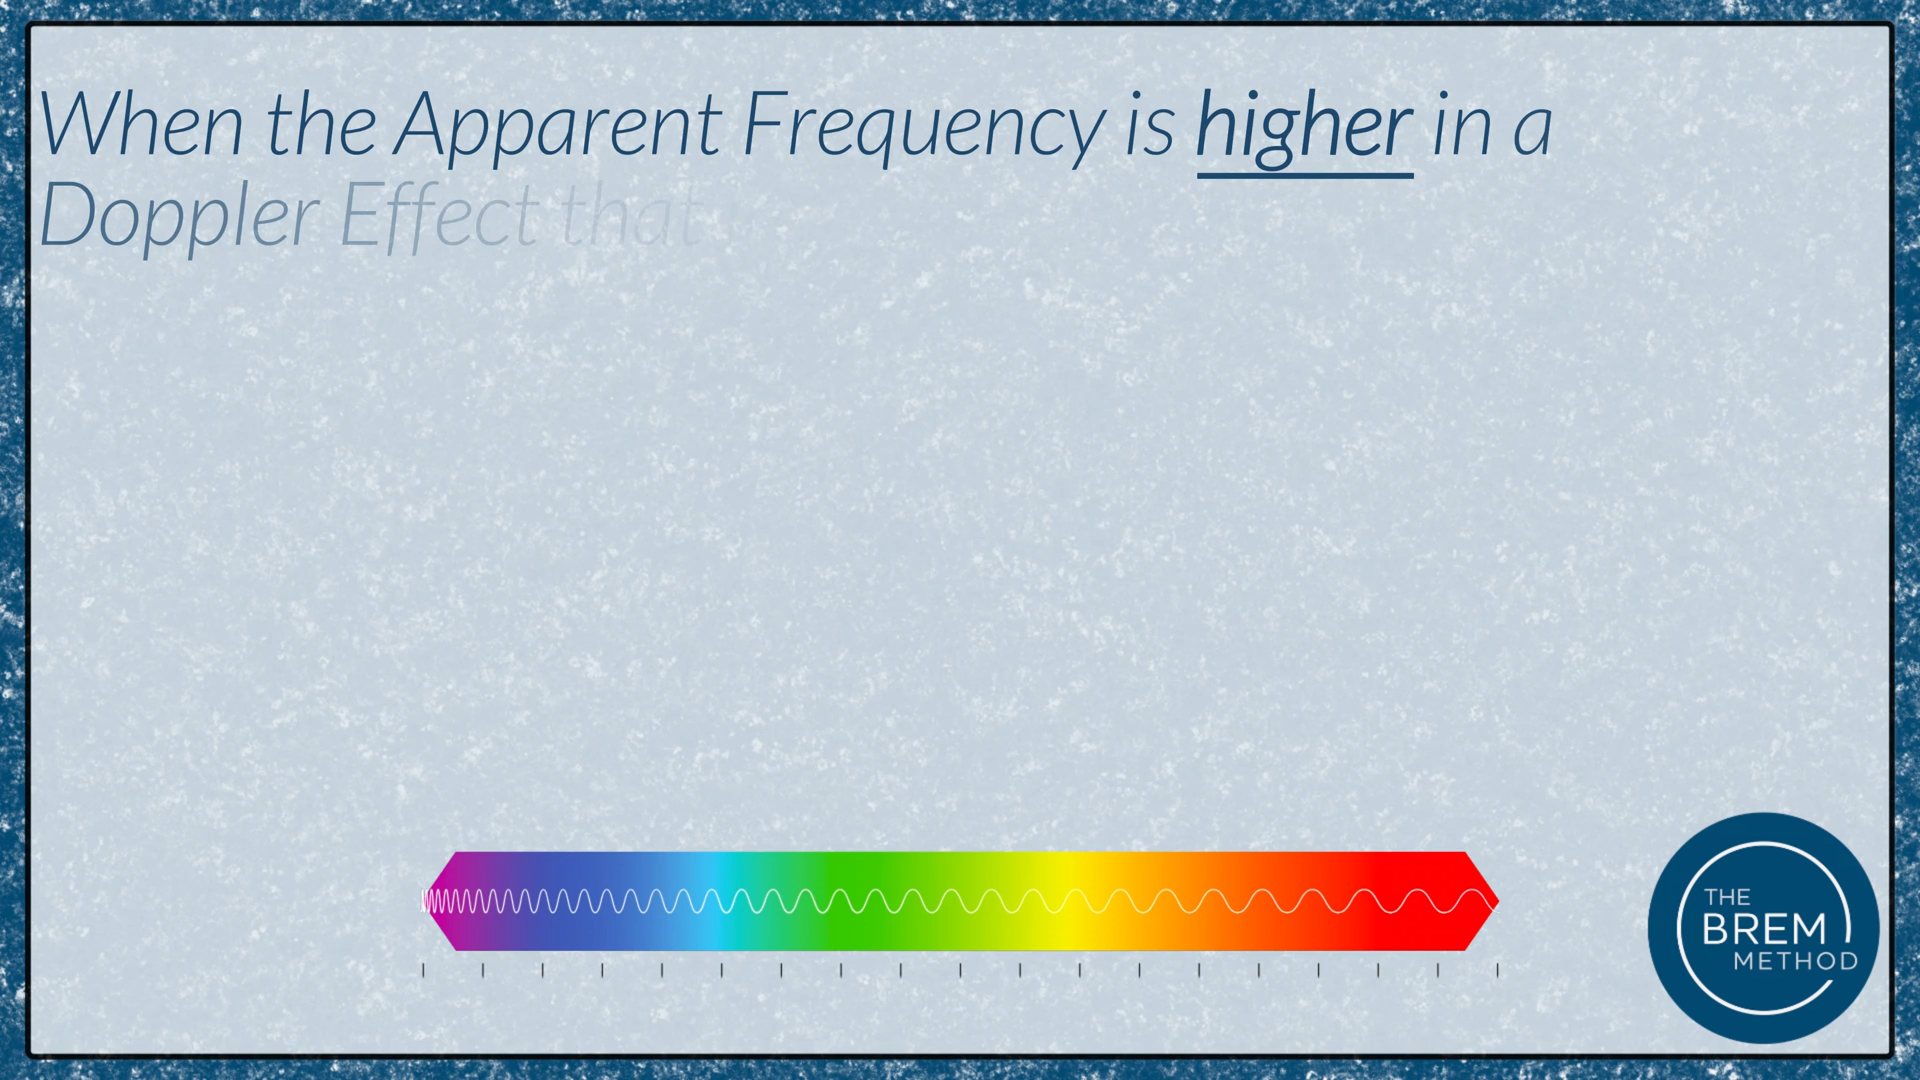 When the Apparent Frequency is higher in a
Doppler Effect that
THE
BREM
METHOD